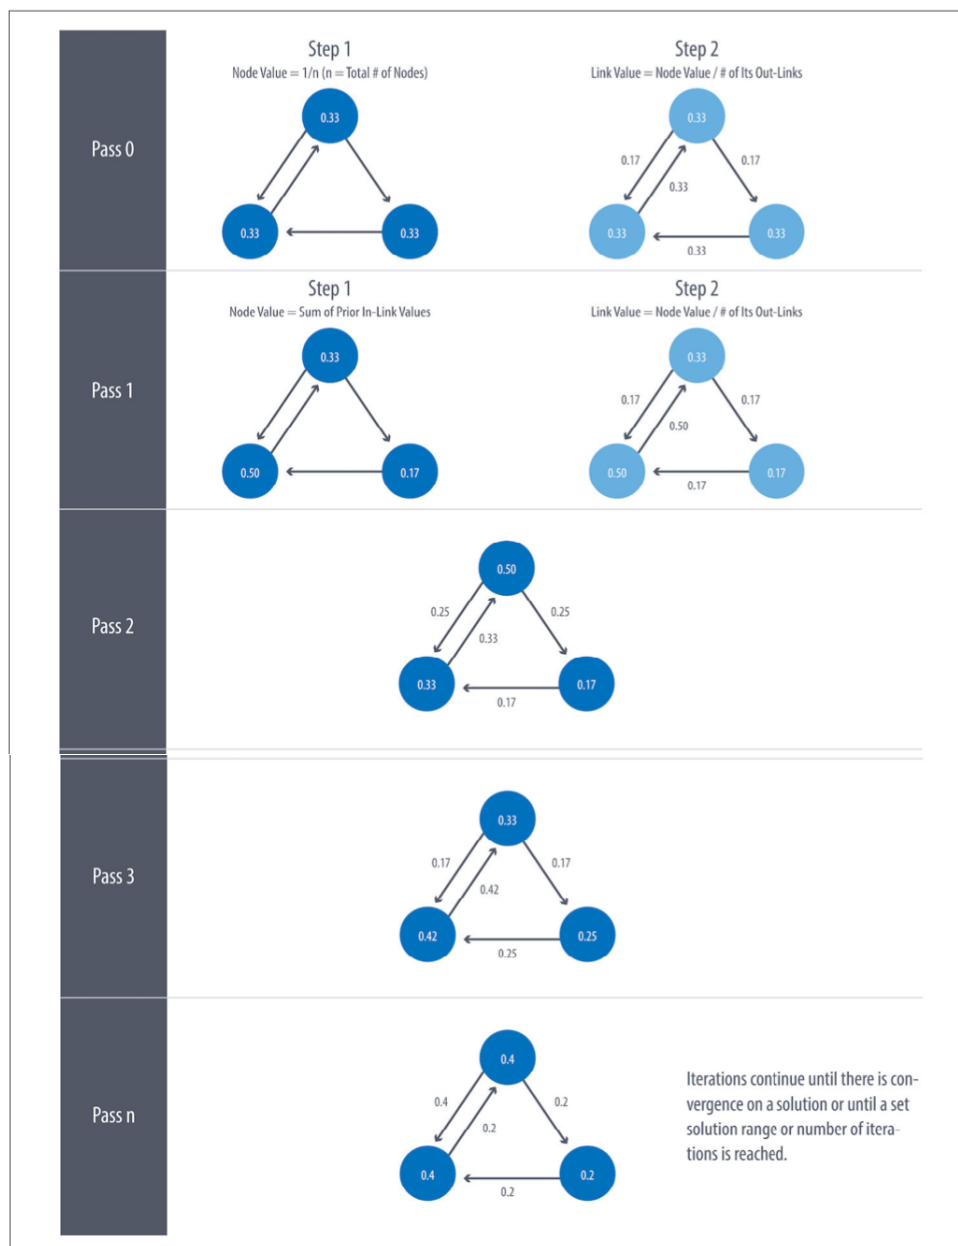 Pass 0
Step 1
Node Value = 1/n (n = Total # of Nodes)
0.33
0.33
0.33
Step 2
Link Value = Node Value / # of Its Out-Links
0.33
0.17
0.17
0.33
0.33
0.33
0.33
Pass 1
Step 1
Node Value = Sum of Prior In-Link Values
0.33
0.50
0.17
Step 2
Link Value = Node Value / # of Its Out-Links
0.33
0.17
0.17
0.50
0.50
0.17
0.17
Pass 2
0.50
0.25
0.25
0.33
0.33
0.17
0.17
Pass 3
0.33
0.17
0.17
0.42
0.42
0.25
0.25
Pass n
0.4
0.4
0.2
0.2
0.4
0.2
0.2
Iterations continue until there is con-
vergence on a solution or until a set
solution range or number of itera-
tions is reached.